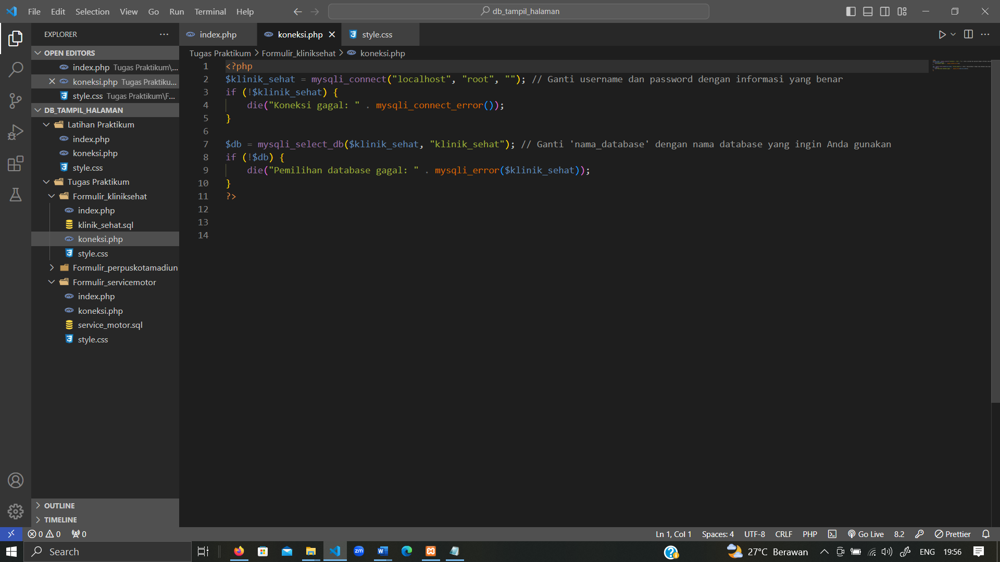 File Edit Selection View Go Run Terminal Help
db_tampil_halaman
EXPLORER
OPEN EDITORS
index.php Tugas Praktikum\...
koneksi.php Tugas Praktiku...
style.css Tugas Praktikum\F...
DB_TAMPIL_HALAMAN
Latihan Praktikum
index.php
koneksi.php
style.css
Tugas Praktikum
Formulir_kliniksehat
index.php
klinik_sehat.sql
koneksi.php
style.css
Formulir_perpuskotamadiun
Formulir_servicemotor
index.php
koneksi.php
service_motor.sql
style.css
OUTLINE
TIMELINE
index.php koneksi.php style.css
Tugas Praktikum > Formulir_kliniksehat > koneksi.php
1 <?php
2 $klinik_sehat = mysqli_connect("localhost", "root", ""); // Ganti username dan password dengan informasi yang benar
3 if (!$klinik_sehat) {
4     die("Koneksi gagal: " . mysqli_connect_error());
5 }
6
7 $db = mysqli_select_db($klinik_sehat, "klinik_sehat"); // Ganti 'nama_database' dengan nama database yang ingin Anda gunakan
8 if (!$db) {
9     die("Pemilihan database gagal: " . mysqli_error($klinik_sehat));
10 }
11 ?>
12
13
14
0 0 0
Ln 1, Col 1 Spaces: 4 UTF-8 CRLF PHP Go Live 8.2 Prettier
Search
zm
27°C Berawan ENG 19:56